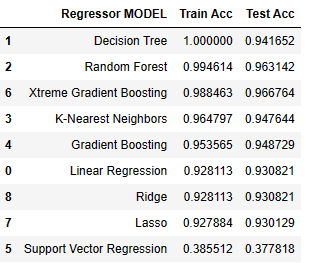 Regressor MODEL Train Acc Test Acc
1 Decision Tree 1.000000 0.941652
2 Random Forest 0.994614 0.963142
6 Xtreme Gradient Boosting 0.988463 0.966764
3 K-Nearest Neighbors 0.964797 0.947644
4 Gradient Boosting 0.953565 0.948729
0 Linear Regression 0.928113 0.930821
8 Ridge 0.928113 0.930821
7 Lasso 0.927884 0.930129
5 Support Vector Regression 0.385512 0.377818